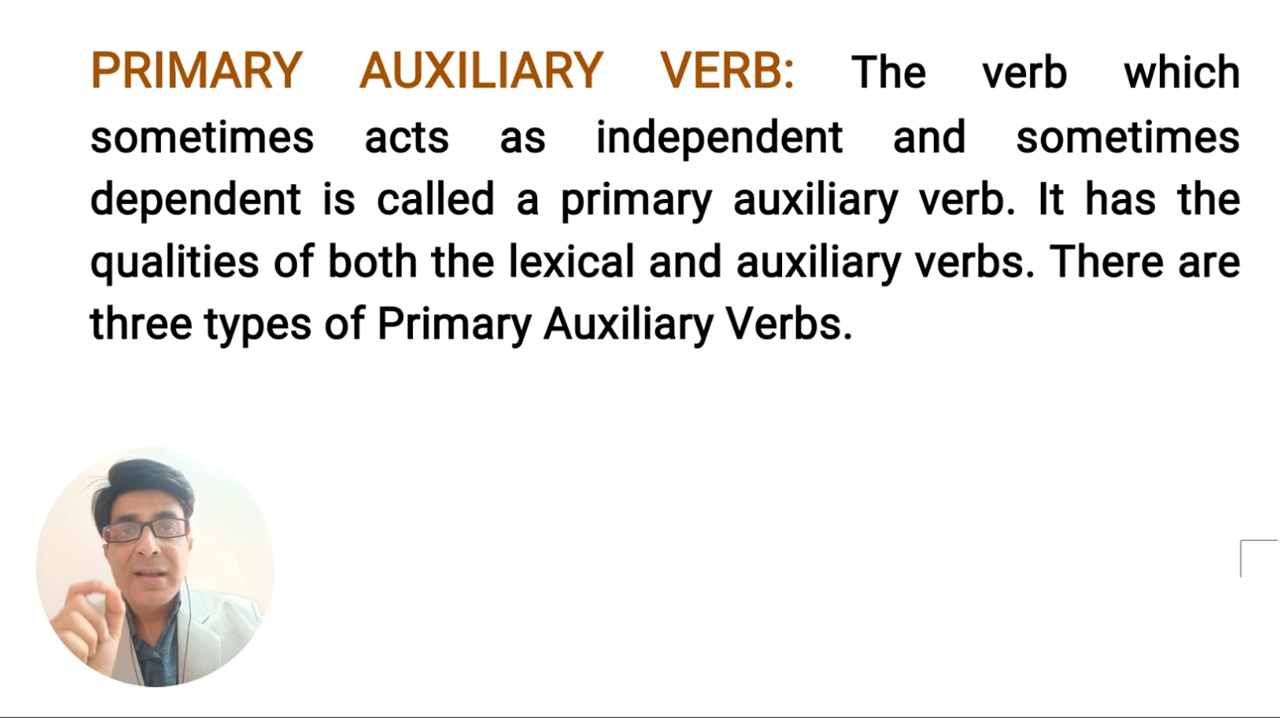 PRIMARY AUXILIARY VERB: The verb which
sometimes acts as independent and sometimes
dependent is called a primary auxiliary verb. It has the
qualities of both the lexical and auxiliary verbs. There are
three types of Primary Auxiliary Verbs.